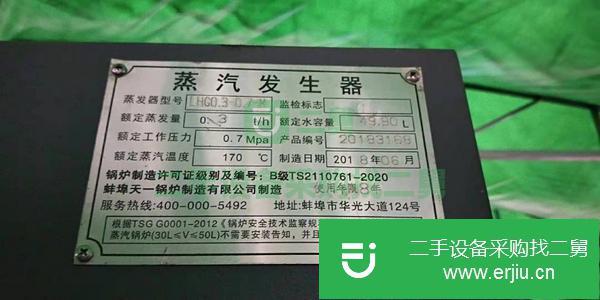 蒸汽发生器
蒸发器型号 LHG0.3-0.7-X 监检标志
额定蒸发量 0.3 t/h 额定水容量 49.90L
额定工作压力 0.7Mpa 产品编号 20183168
额定蒸汽温度 170℃ 制造日期 2018年06月
锅炉制造许可证级别及编号：B级TS2110761-2020
蚌埠天一锅炉制造有限公司制造 使用年限8年
服务热线:400-000-5492 地址:蚌埠市华光大道124号
根据TSG G0001-2012《锅炉安全技术监察规
蒸汽锅炉(30L≤V≤50L)不需要安装告知，并且
二手设备采购找二舅
www.erjiu.cn